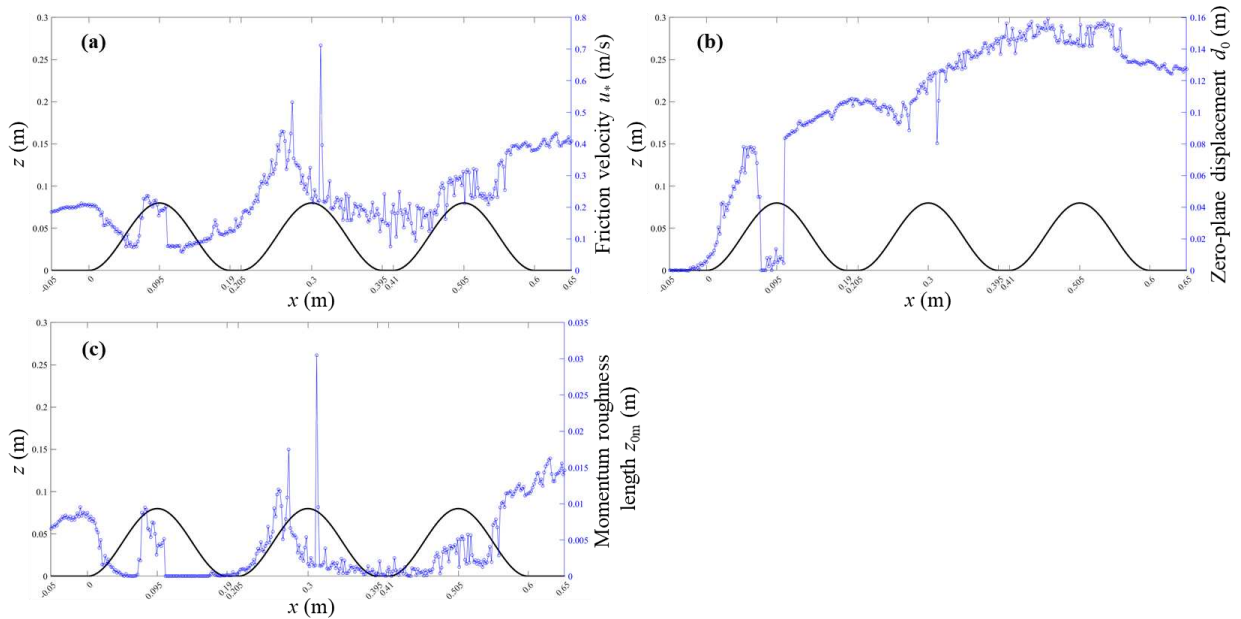 (a)
0.3
0.25
0.2
0.15
0.1
0.05
0
z (m)
0.8
0.7
0.6
0.5
0.4
0.3
0.2
0.1
0
Friction velocity u* (m/s)
-0.05 0 0.095 0.19 0.205 0.3 0.395 0.41 0.505 0.6 0.65
x (m)
(b)
0.3
0.25
0.2
0.15
0.1
0.05
0
z (m)
0.16
0.14
0.12
0.10
0.08
0.06
0.04
0.02
0
Zero-plane displacement d0 (m)
-0.05 0 0.095 0.19 0.205 0.3 0.395 0.41 0.505 0.6 0.65
x (m)
(c)
0.3
0.25
0.2
0.15
0.1
0.05
0
z (m)
0.035
0.03
0.025
0.02
0.015
0.01
0.005
0
Momentum roughness
length z0m (m)
-0.05 0 0.095 0.19 0.205 0.3 0.395 0.41 0.505 0.6 0.65
x (m)